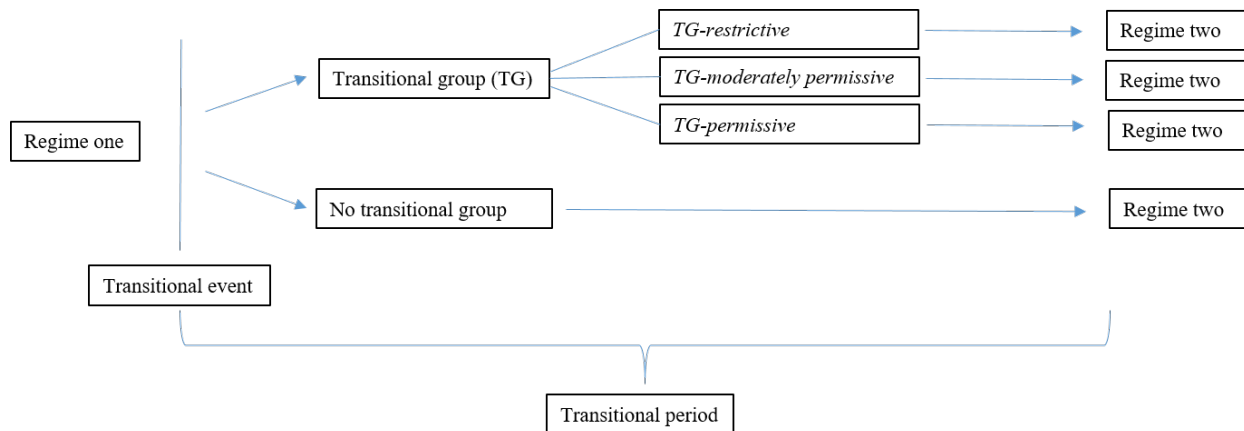 TG-restrictive
Regime two
Transitional group (TG)
TG-moderately permissive
Regime two
TG-permissive
Regime two
Regime one
No transitional group
Regime two
Transitional event
Transitional period